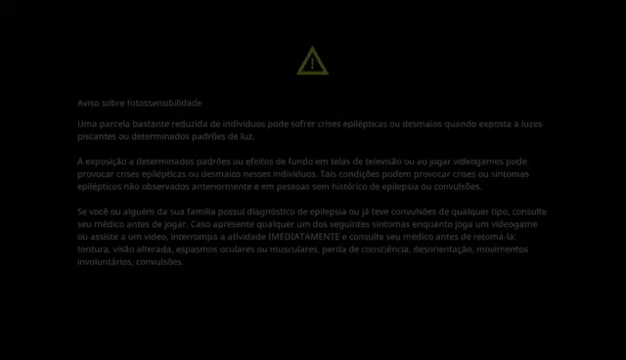 Aviso sobre fotossensibilidade
Uma parcela bastante reduzida de indivíduos pode sofrer crises epilépticas ou desmaios quando exposta a luzes
piscantes ou determinados padrões de luz.
A exposição a determinados padrões ou efeitos de fundo em telas de televisão ou ao jogar videogames pode
provocar crises epilépticas ou desmaios nesses indivíduos. Tais condições podem provocar crises ou sintomas
epilépticos não observados anteriormente e em pessoas sem histórico de epilepsia ou convulsões.
Se você ou alguém da sua família possui diagnóstico de epilepsia ou já teve convulsões de qualquer tipo, consulte
seu médico antes de jogar. Caso apresente qualquer um dos seguintes sintomas enquanto joga um videogame
ou assiste a um vídeo, interrompa a atividade IMEDIATAMENTE e consulte seu médico antes de retomá-la:
tontura, visão alterada, espasmos oculares ou musculares, perda de consciência, desorientação, movimentos
involuntários, convulsões.